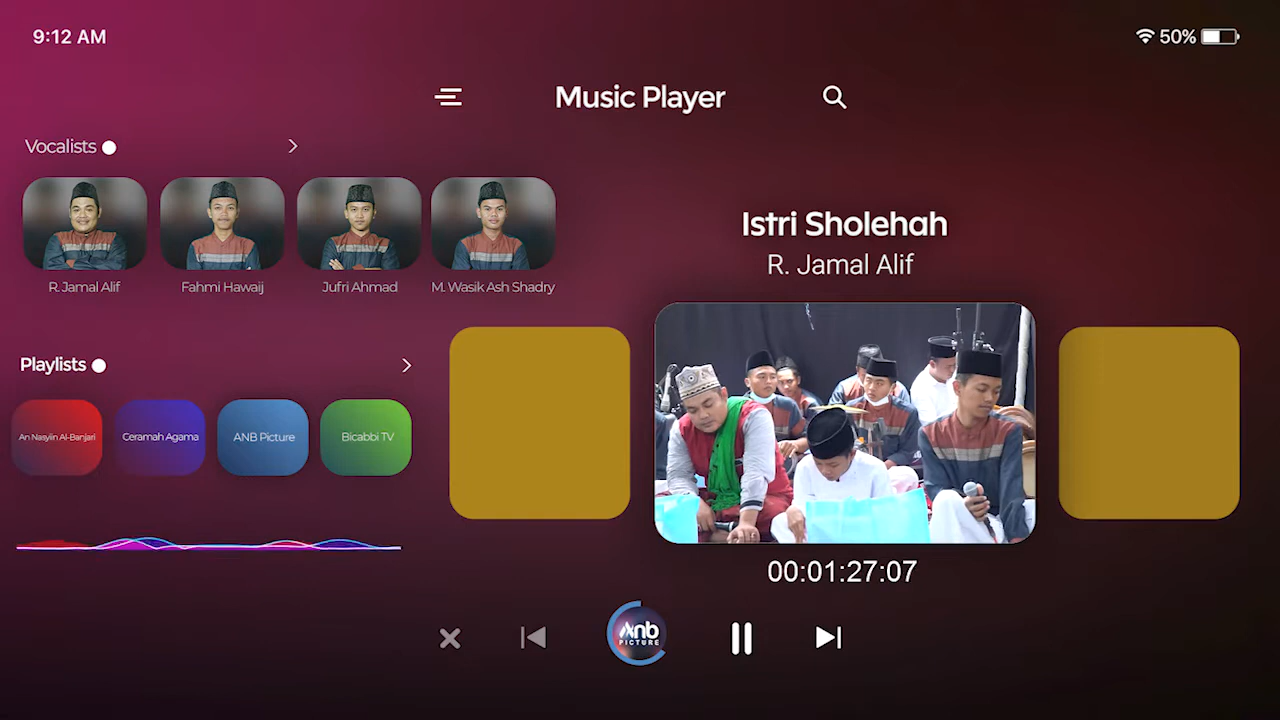 9:12 AM
50%
Music Player
Vocalists
R. Jamal Alif
Fahmi Hawaij
Jufri Ahmad
M. Wasik Ash Shadry
Istri Sholehah
R. Jamal Alif
Playlists
An Nasyiin Al-Banjari
Ceramah Agama
ANB Picture
Bicabbi TV
00:01:27:07
Anb
PICTURE